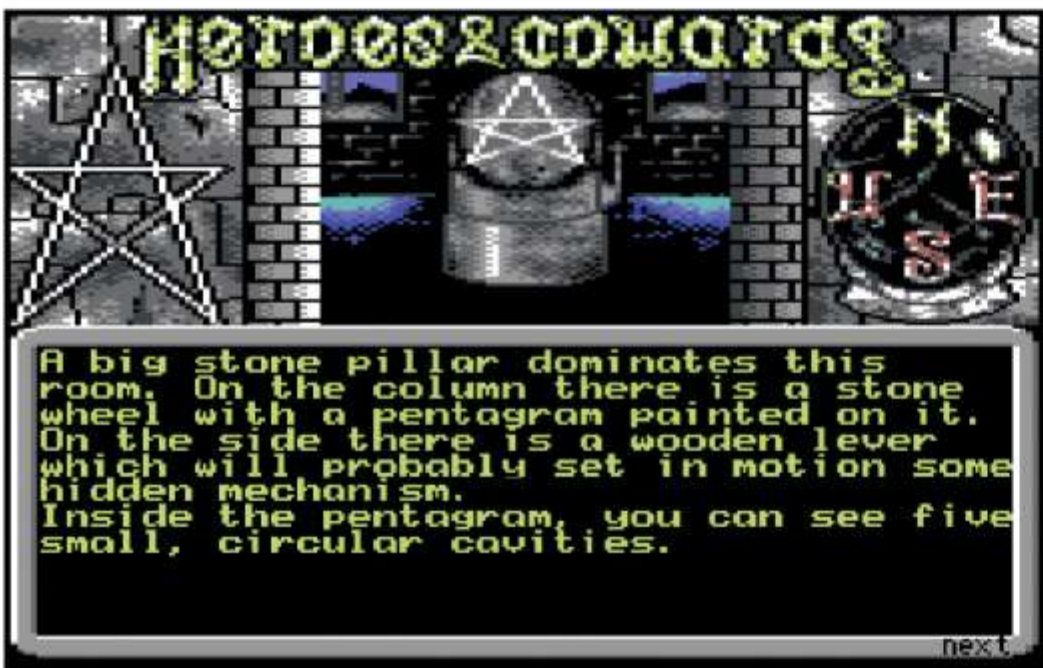 Heroes&Cowards
N
W E
S
A big stone pillar dominates this
room. On the column there is a stone
wheel with a pentagram painted on it.
On the side there is a wooden lever
which will probably set in motion some
hidden mechanism.
Inside the pentagram, you can see five
small, circular cavities.
next